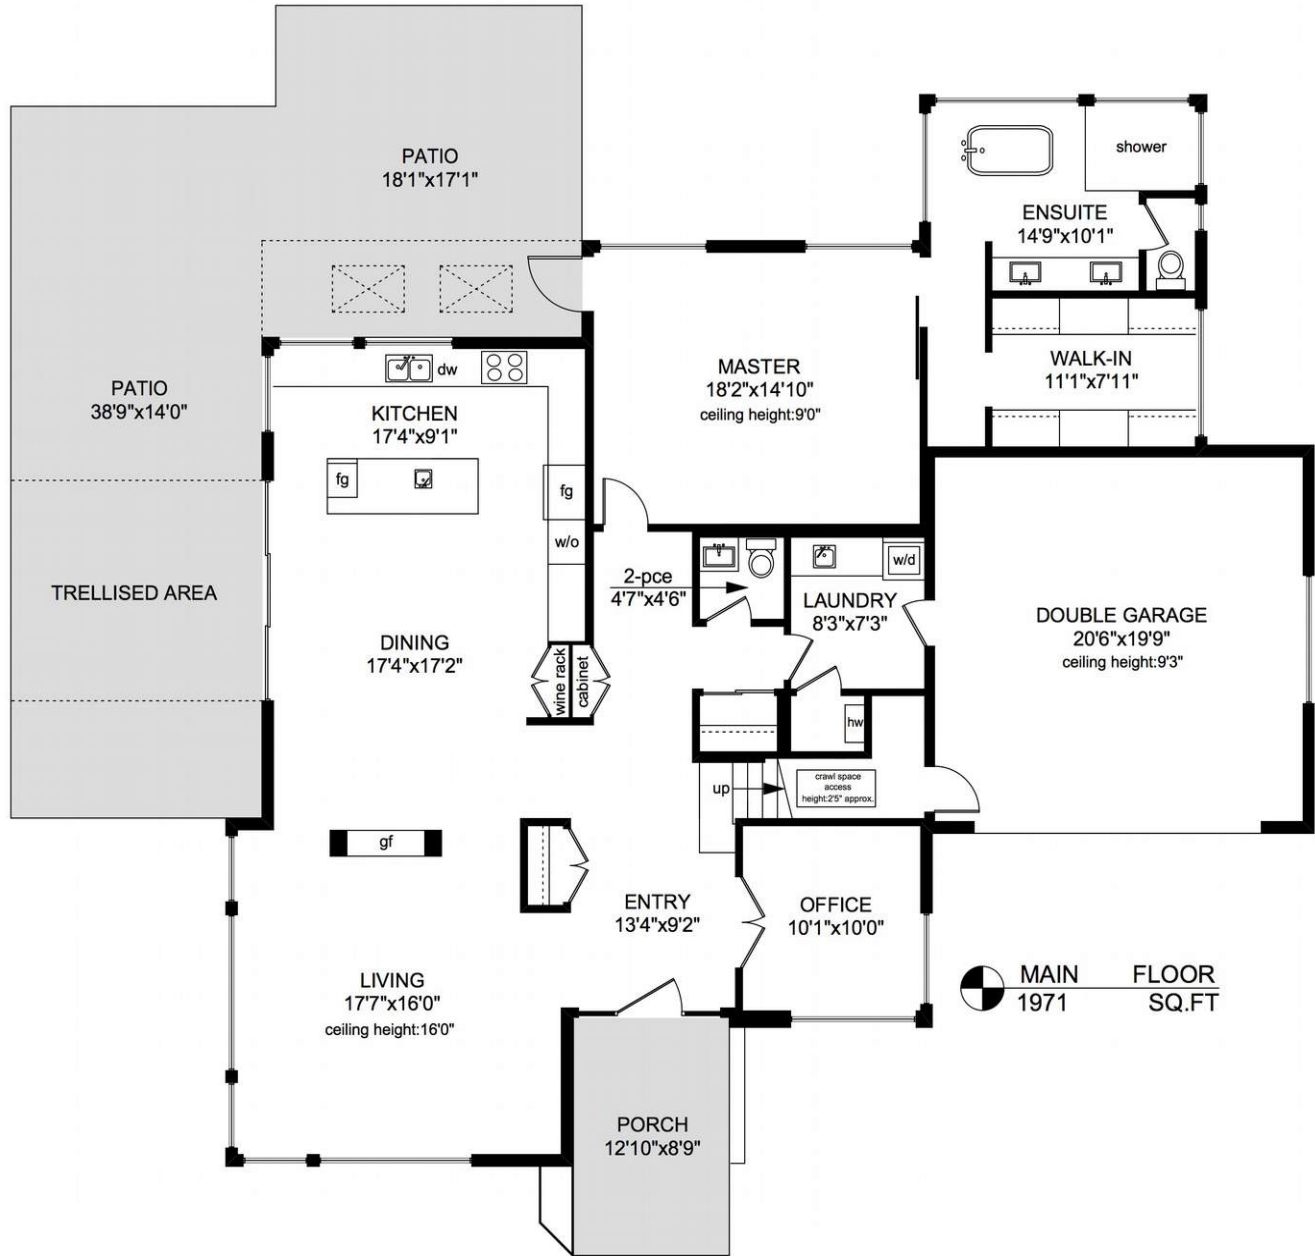 PATIO
18'1"x17'1"
shower
ENSUITE
14'9"x10'1"
PATIO
38'9"x14'0"
dw
KITCHEN
17'4"x9'1"
fg
fg
w/o
MASTER
18'2"x14'10"
ceiling height:9'0"
WALK-IN
11'1"x7'11"
TRELLISED AREA
DINING
17'4"x17'2"
wine rack
cabinet
2-pce
4'7"x4'6"
w/d
LAUNDRY
8'3"x7'3"
DOUBLE GARAGE
20'6"x19'9"
ceiling height:9'3"
hw
up
crawl space
access
height:2'5" approx.
gf
ENTRY
13'4"x9'2"
OFFICE
10'1"x10'0"
LIVING
17'7"x16'0"
ceiling height:16'0"
MAIN FLOOR
1971 SQ.FT
PORCH
12'10"x8'9"